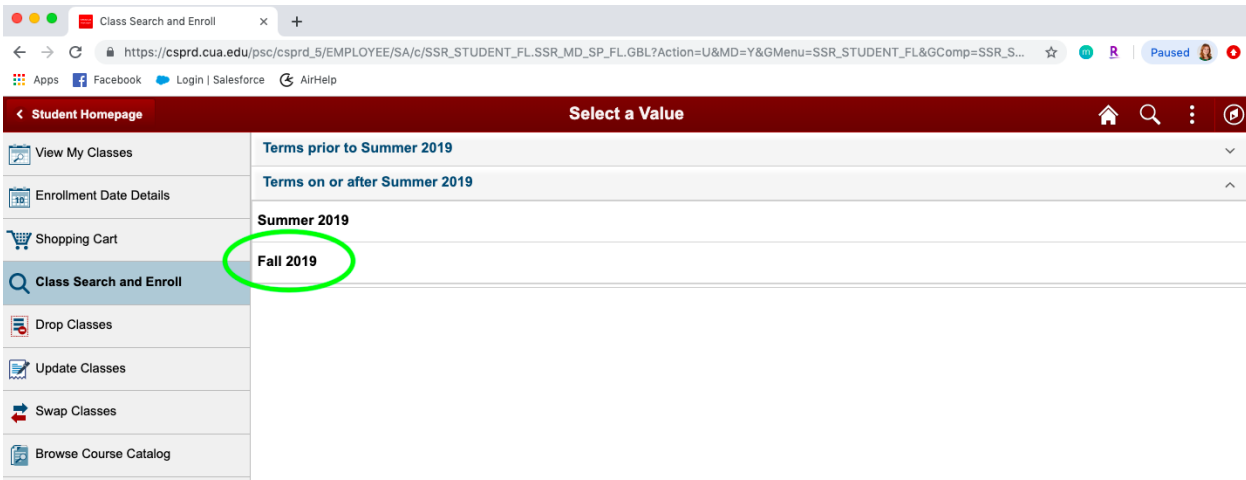 Class Search and Enroll
https://csprd.cua.edu/psc/csprd_5/EMPLOYEE/SA/c/SSR_STUDENT_FL.SSR_MD_SP_FL.GBL?Action=U&MD=Y&GMenu=SSR_STUDENT_FL&GComp=SSR_S...
m
R
Paused
Apps
Facebook
Login | Salesforce
AirHelp
Student Homepage
Select a Value
View My Classes
Terms prior to Summer 2019
Terms on or after Summer 2019
10
Enrollment Date Details
Summer 2019
Shopping Cart
Fall 2019
Class Search and Enroll
Drop Classes
Update Classes
Swap Classes
Browse Course Catalog